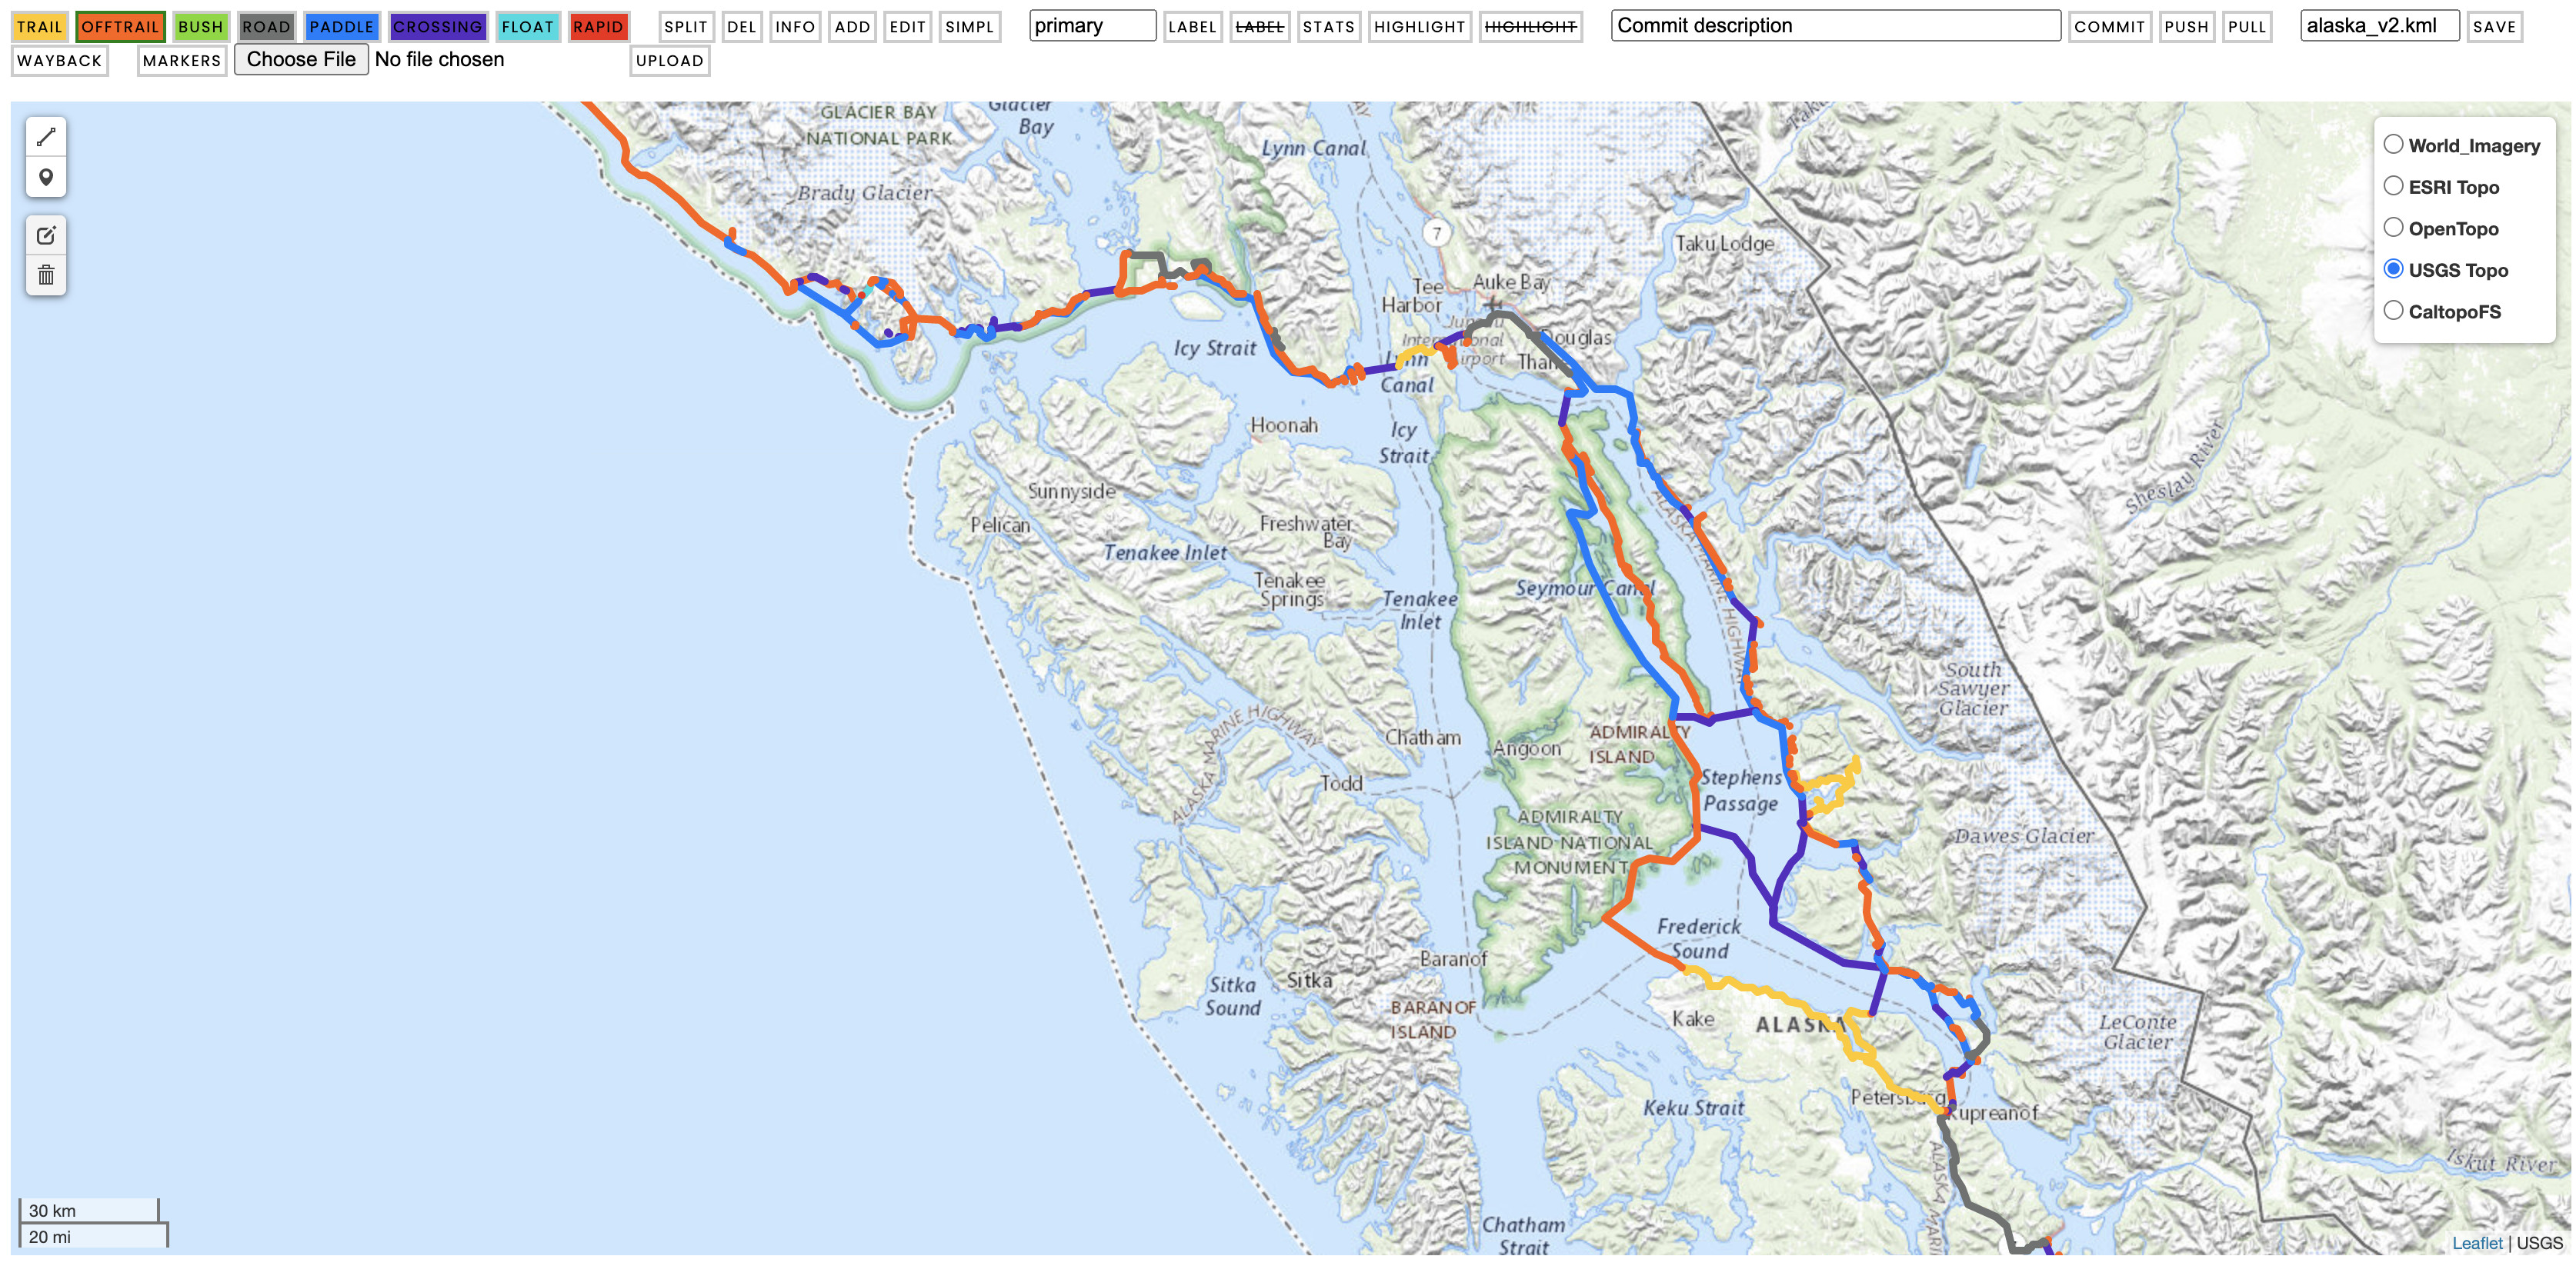 TRAIL OFFTRAIL BUSH ROAD PADDLE CROSSING FLOAT RAPID SPLIT DEL INFO ADD EDIT SIMPL primary LABEL LABEL STATS HIGHLIGHT HIGHLIGHT Commit description COMMIT PUSH PULL alaska_v2.kml SAVE
WAYBACK MARKERS Choose File No file chosen UPLOAD
GLACIER BAY
NATIONAL PARK
Glacier
Bay
Lynn Canal
Brady Glacier
7
Taku Lodge
World_Imagery
ESRI Topo
OpenTopo
USGS Topo
CaltopoFS
Tee
Harbor
Auke Bay
Douglas
Icy Strait
Lynn
Canal
Hoonah
Icy
Strait
Sheslay River
Sunnyside
Pelican
Freshwater
Bay
Tenakee Inlet
Tenakee
Springs
Tenakee
Inlet
Seymour Canal
ALASKA MARINE HIGHWAY
South
Sawyer
Glacier
ALASKA MARINE HIGHWAY
Chatham
Angoon
ADMIRALTY
ISLAND
Todd
Stephens
Passage
ADMIRALTY
ISLAND NATIONAL
MONUMENT
Dawes Glacier
Frederick
Sound
Baranof
Sitka
Sitka
Sound
BARANOF
ISLAND
Kake
ALASKA
LeConte
Glacier
Petersburg
Kupreanof
Keku Strait
Iskut River
Chatham
Strait
30 km
20 mi
Leaflet | USGS